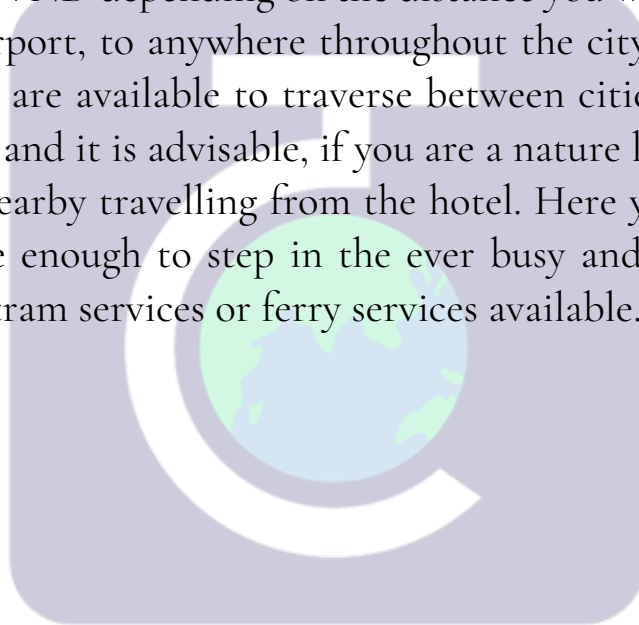 VND depending on the distance you
rport, to anywhere throughout the city
are available to traverse between citie
and it is advisable, if you are a nature l
earby travelling from the hotel. Here y
e enough to step in the ever busy and
tram services or ferry services available.